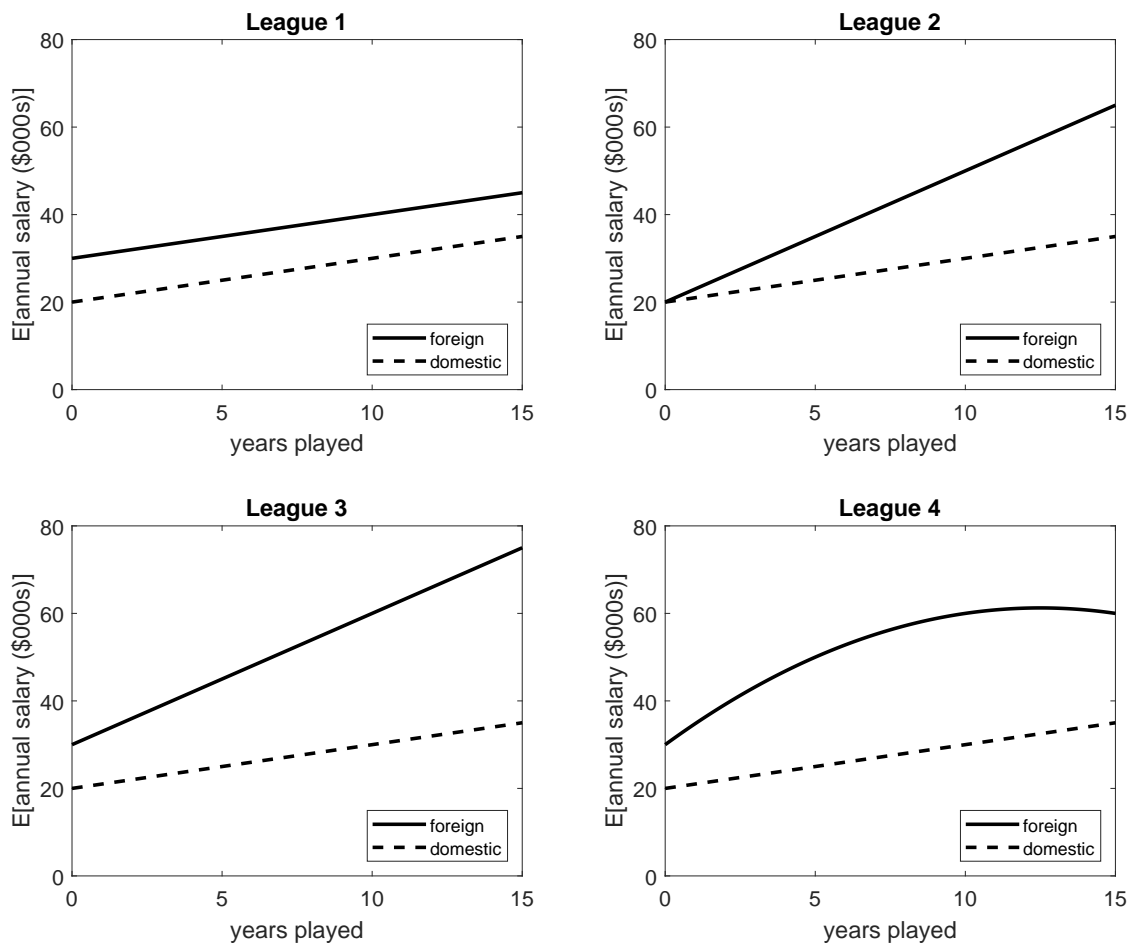 League 1
E[annual salary ($000s)]
80
60
40
20
0
foreign
domestic
0 5 10 15
years played
League 2
E[annual salary ($000s)]
80
60
40
20
0
foreign
domestic
0 5 10 15
years played
League 3
E[annual salary ($000s)]
80
60
40
20
0
foreign
domestic
0 5 10 15
years played
League 4
E[annual salary ($000s)]
80
60
40
20
0
foreign
domestic
0 5 10 15
years played